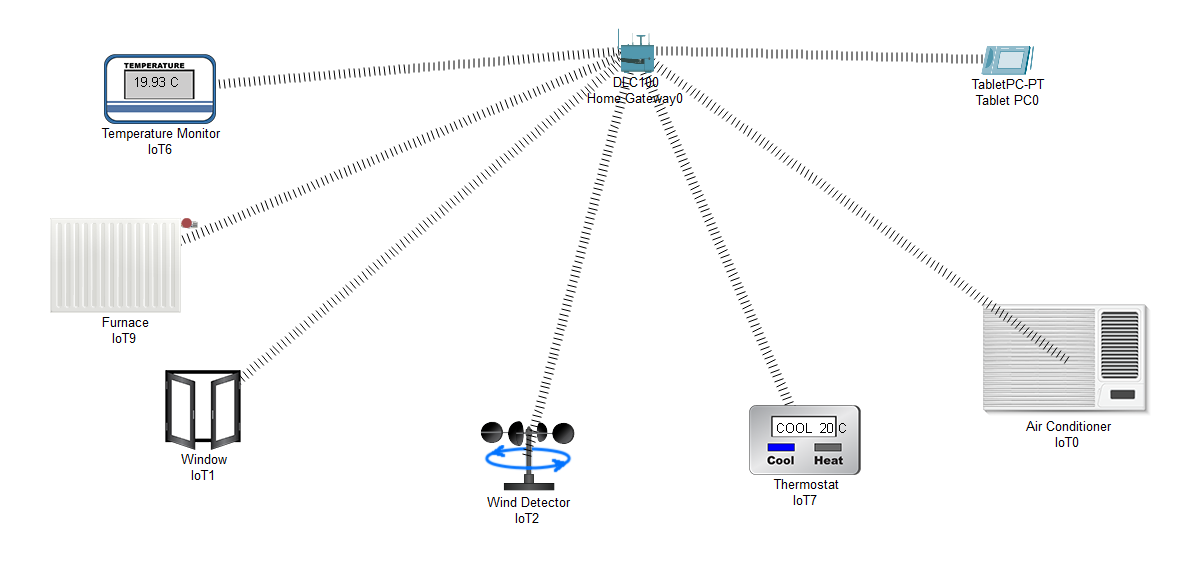 TEMPERATURE
19.93 C
Temperature Monitor
IoT6
DLC100
Home Gateway0
TabletPC-PT
Tablet PC0
Furnace
IoT9
Window
IoT1
Wind Detector
IoT2
COOL 20 C
Cool Heat
Thermostat
IoT7
Air Conditioner
IoT0